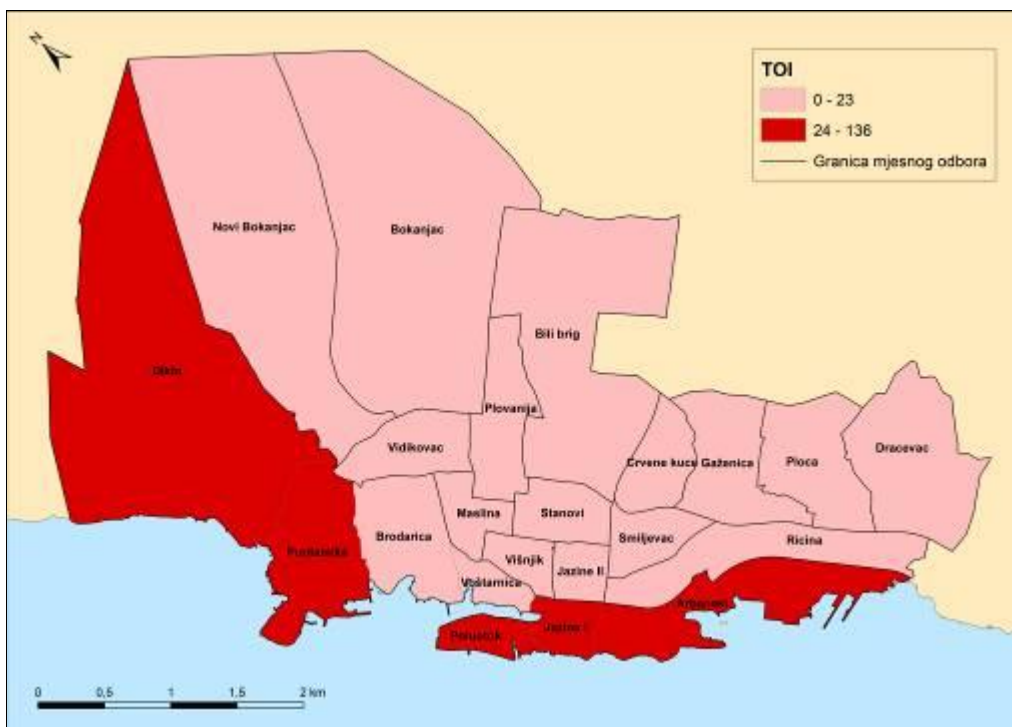 N
TOI
0 - 23
24 - 136
Granica mjesnog odbora
Novi Bokanjac
Bokanjac
Bili brig
Diklo
Plovanija
Vidikovac
Crvene kuće
Gaženica
Ploca
Dracevac
Maslina
Stanovi
Brodarica
Smiljevac
Ricina
Puntamika
Višnjik
Jazine II
Voštarnica
Arbanasi
Poluotok
Jazine I
0
0,5
1
1,5
2 km